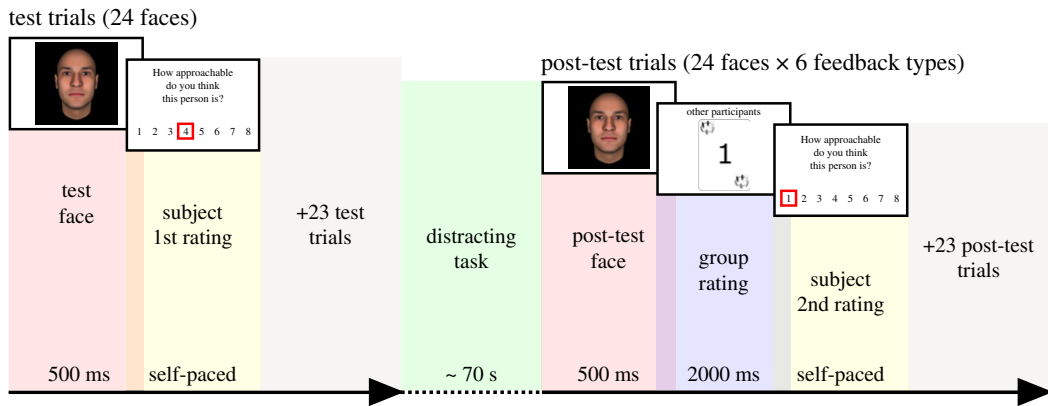 test trials (24 faces)
How approachable
do you think
this person is?
1 2 3 4 5 6 7 8
test
face
subject
1st rating
+23 test
trials
500 ms
self-paced
distracting
task
~ 70 s
post-test trials (24 faces × 6 feedback types)
other participants
1
How approachable
do you think
this person is?
1 2 3 4 5 6 7 8
post-test
face
group
rating
subject
2nd rating
+23 post-test
trials
500 ms
2000 ms
self-paced